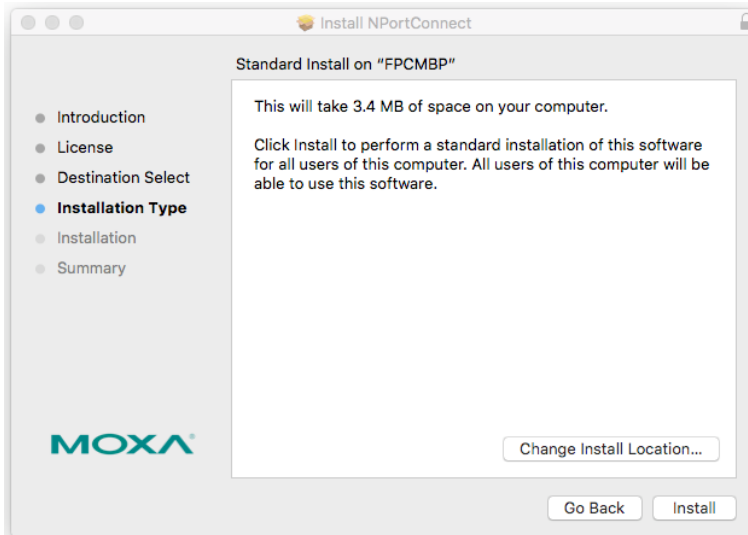 Install NPortConnect
Standard Install on "FPCMBP"
Introduction
License
Destination Select
Installation Type
Installation
Summary
This will take 3.4 MB of space on your computer.
Click Install to perform a standard installation of this software
for all users of this computer. All users of this computer will be
able to use this software.
MOXA®
Change Install Location...
Go Back
Install